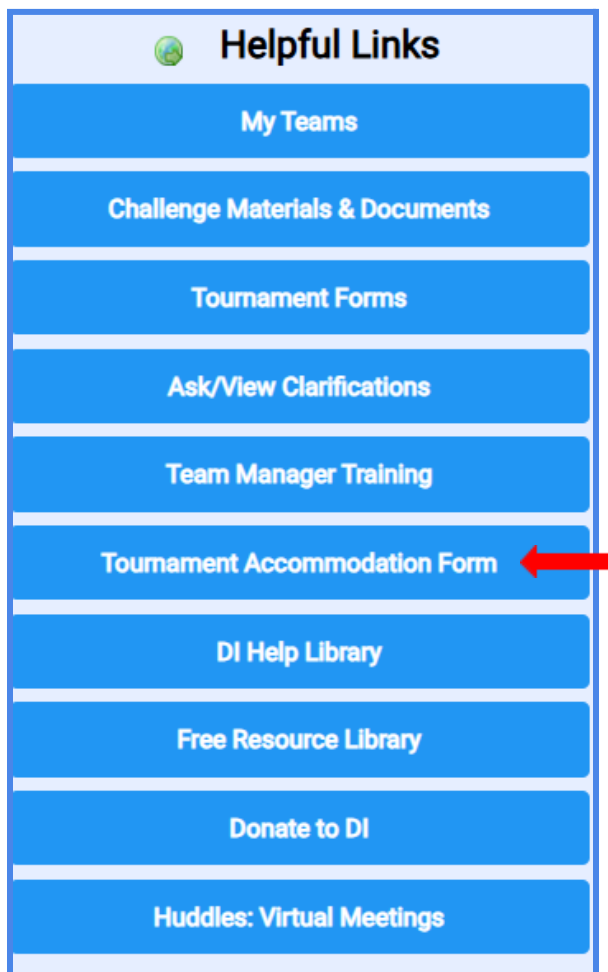 Helpful Links
My Teams
Challenge Materials & Documents
Tournament Forms
Ask/View Clarifications
Team Manager Training
Tournament Accommodation Form
DI Help Library
Free Resource Library
Donate to DI
Huddles: Virtual Meetings